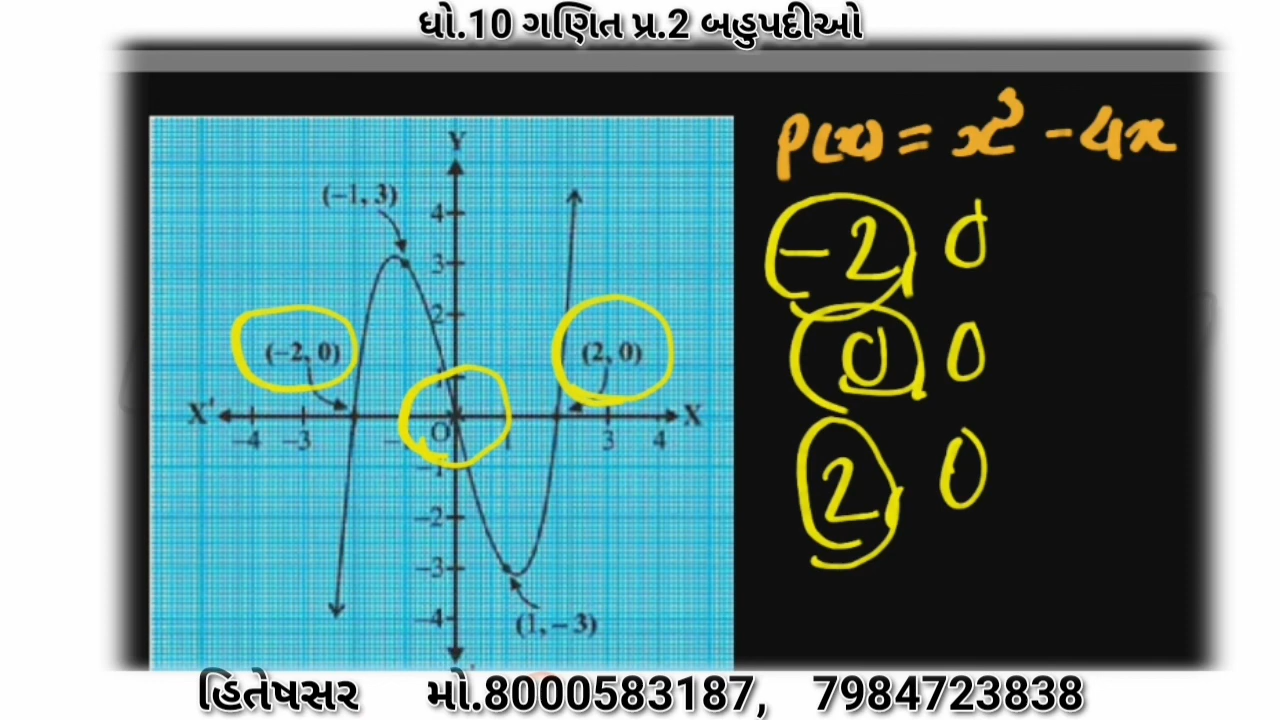 ધો.10 ગણિત પ્ર.2 બહુપદીઓ
P(x) = x³ - 4x
Y
(–1, 3)
4
3
2
(–2, 0)
(2, 0)
X'
X
–4 –3
O
1
3 4
–1
–2
–3
–4
(1, – 3)
-2, 0
0, 0
2, 0
હિતેષસર મો.8000583187, 7984723838